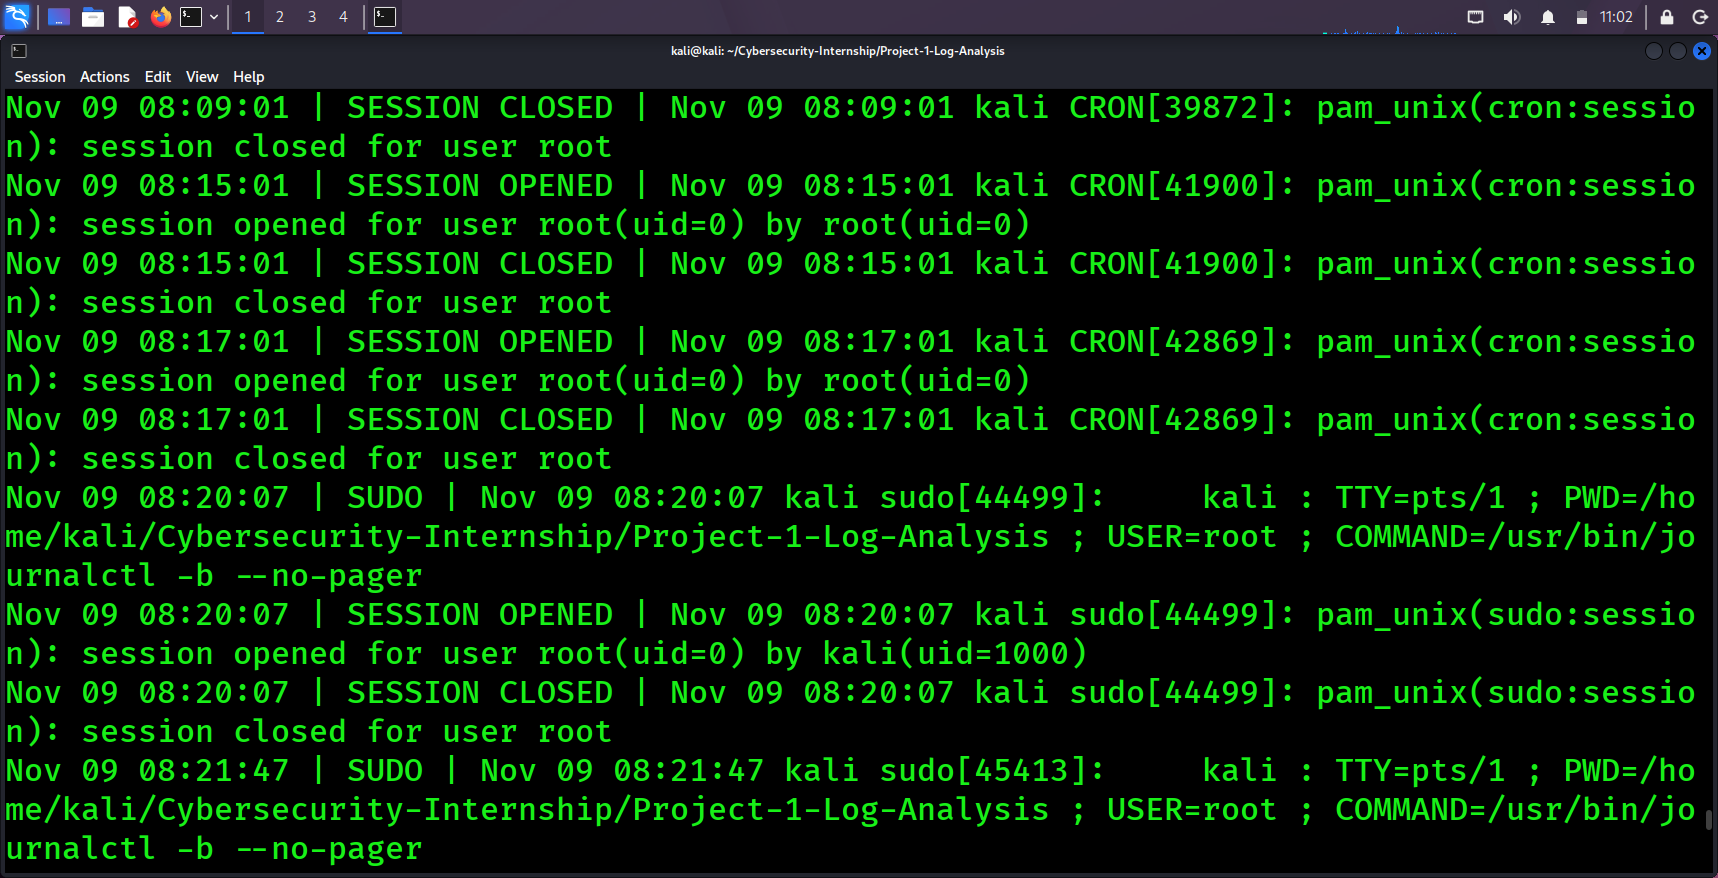 1 2 3 4 11:02
kali@kali: ~/Cybersecurity-Internship/Project-1-Log-Analysis
Session Actions Edit View Help
Nov 09 08:09:01 | SESSION CLOSED | Nov 09 08:09:01 kali CRON[39872]: pam_unix(cron:sessio
n): session closed for user root
Nov 09 08:15:01 | SESSION OPENED | Nov 09 08:15:01 kali CRON[41900]: pam_unix(cron:sessio
n): session opened for user root(uid=0) by root(uid=0)
Nov 09 08:15:01 | SESSION CLOSED | Nov 09 08:15:01 kali CRON[41900]: pam_unix(cron:sessio
n): session closed for user root
Nov 09 08:17:01 | SESSION OPENED | Nov 09 08:17:01 kali CRON[42869]: pam_unix(cron:sessio
n): session opened for user root(uid=0) by root(uid=0)
Nov 09 08:17:01 | SESSION CLOSED | Nov 09 08:17:01 kali CRON[42869]: pam_unix(cron:sessio
n): session closed for user root
Nov 09 08:20:07 | SUDO | Nov 09 08:20:07 kali sudo[44499]:     kali : TTY=pts/1 ; PWD=/ho
me/kali/Cybersecurity-Internship/Project-1-Log-Analysis ; USER=root ; COMMAND=/usr/bin/jo
urnalctl -b --no-pager
Nov 09 08:20:07 | SESSION OPENED | Nov 09 08:20:07 kali sudo[44499]: pam_unix(sudo:sessio
n): session opened for user root(uid=0) by kali(uid=1000)
Nov 09 08:20:07 | SESSION CLOSED | Nov 09 08:20:07 kali sudo[44499]: pam_unix(sudo:sessio
n): session closed for user root
Nov 09 08:21:47 | SUDO | Nov 09 08:21:47 kali sudo[45413]:     kali : TTY=pts/1 ; PWD=/ho
me/kali/Cybersecurity-Internship/Project-1-Log-Analysis ; USER=root ; COMMAND=/usr/bin/jo
urnalctl -b --no-pager